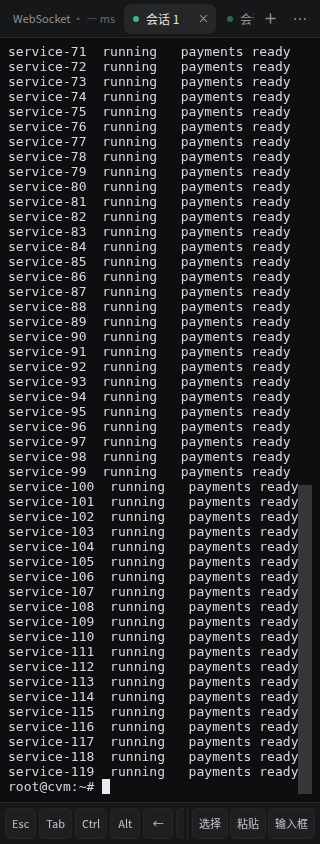 WebSocket · — ms 会话 1 × 会 + ⋯
service-71  running   payments ready
service-72  running   payments ready
service-73  running   payments ready
service-74  running   payments ready
service-75  running   payments ready
service-76  running   payments ready
service-77  running   payments ready
service-78  running   payments ready
service-79  running   payments ready
service-80  running   payments ready
service-81  running   payments ready
service-82  running   payments ready
service-83  running   payments ready
service-84  running   payments ready
service-85  running   payments ready
service-86  running   payments ready
service-87  running   payments ready
service-88  running   payments ready
service-89  running   payments ready
service-90  running   payments ready
service-91  running   payments ready
service-92  running   payments ready
service-93  running   payments ready
service-94  running   payments ready
service-95  running   payments ready
service-96  running   payments ready
service-97  running   payments ready
service-98  running   payments ready
service-99  running   payments ready
service-100  running   payments ready
service-101  running   payments ready
service-102  running   payments ready
service-103  running   payments ready
service-104  running   payments ready
service-105  running   payments ready
service-106  running   payments ready
service-107  running   payments ready
service-108  running   payments ready
service-109  running   payments ready
service-110  running   payments ready
service-111  running   payments ready
service-112  running   payments ready
service-113  running   payments ready
service-114  running   payments ready
service-115  running   payments ready
service-116  running   payments ready
service-117  running   payments ready
service-118  running   payments ready
service-119  running   payments ready
root@cvm:~#
Esc Tab Ctrl Alt ← 选择 粘贴 输入框